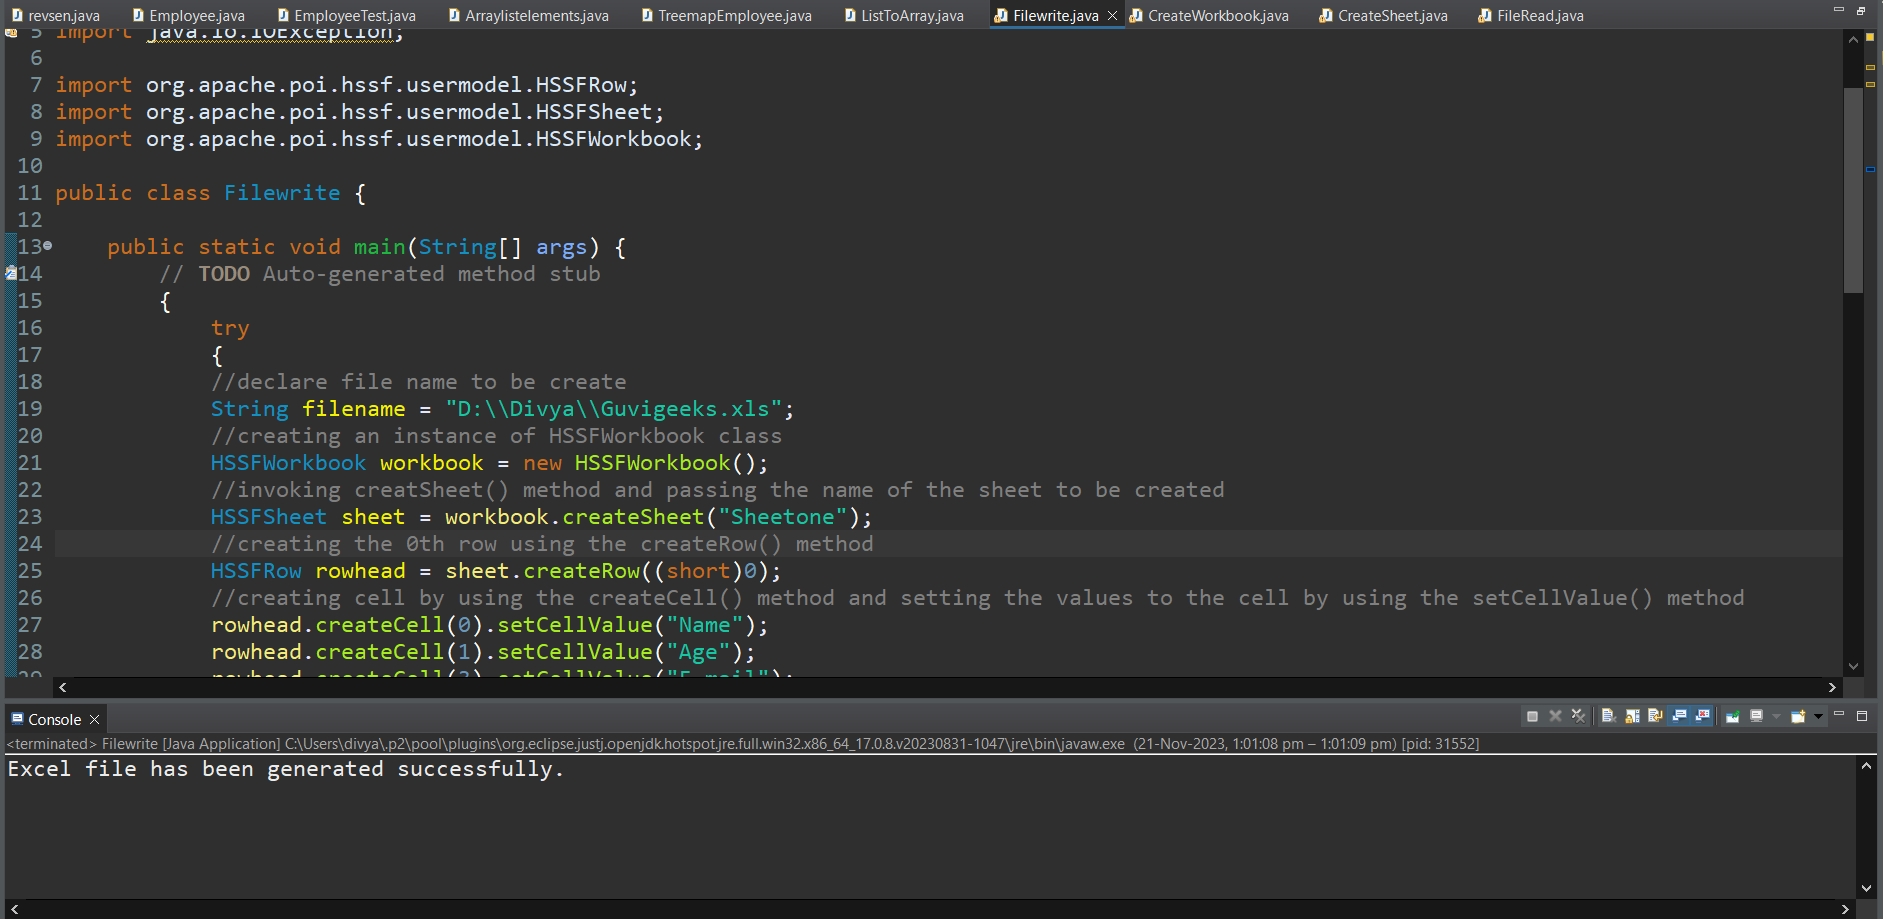 revsen.java Employee.java EmployeeTest.java Arraylistelements.java TreemapEmployee.java ListToArray.java Filewrite.java CreateWorkbook.java CreateSheet.java FileRead.java
5 import java.io.IOException;
6
7 import org.apache.poi.hssf.usermodel.HSSFRow;
8 import org.apache.poi.hssf.usermodel.HSSFSheet;
9 import org.apache.poi.hssf.usermodel.HSSFWorkbook;
10
11 public class Filewrite {
12
13 public static void main(String[] args) {
14 // TODO Auto-generated method stub
15 {
16 try
17 {
18 //declare file name to be create
19 String filename = "D:\\Divya\\Guvigeeks.xls";
20 //creating an instance of HSSFWorkbook class
21 HSSFWorkbook workbook = new HSSFWorkbook();
22 //invoking creatSheet() method and passing the name of the sheet to be created
23 HSSFSheet sheet = workbook.createSheet("Sheetone");
24 //creating the 0th row using the createRow() method
25 HSSFRow rowhead = sheet.createRow((short)0);
26 //creating cell by using the createCell() method and setting the values to the cell by using the setCellValue() method
27 rowhead.createCell(0).setCellValue("Name");
28 rowhead.createCell(1).setCellValue("Age");
Console
<terminated> Filewrite [Java Application] C:\Users\divya\.p2\pool\plugins\org.eclipse.justj.openjdk.hotspot.jre.full.win32.x86_64_17.0.8.v20230831-1047\jre\bin\javaw.exe (21-Nov-2023, 1:01:08 pm – 1:01:09 pm) [pid: 31552]
Excel file has been generated successfully.